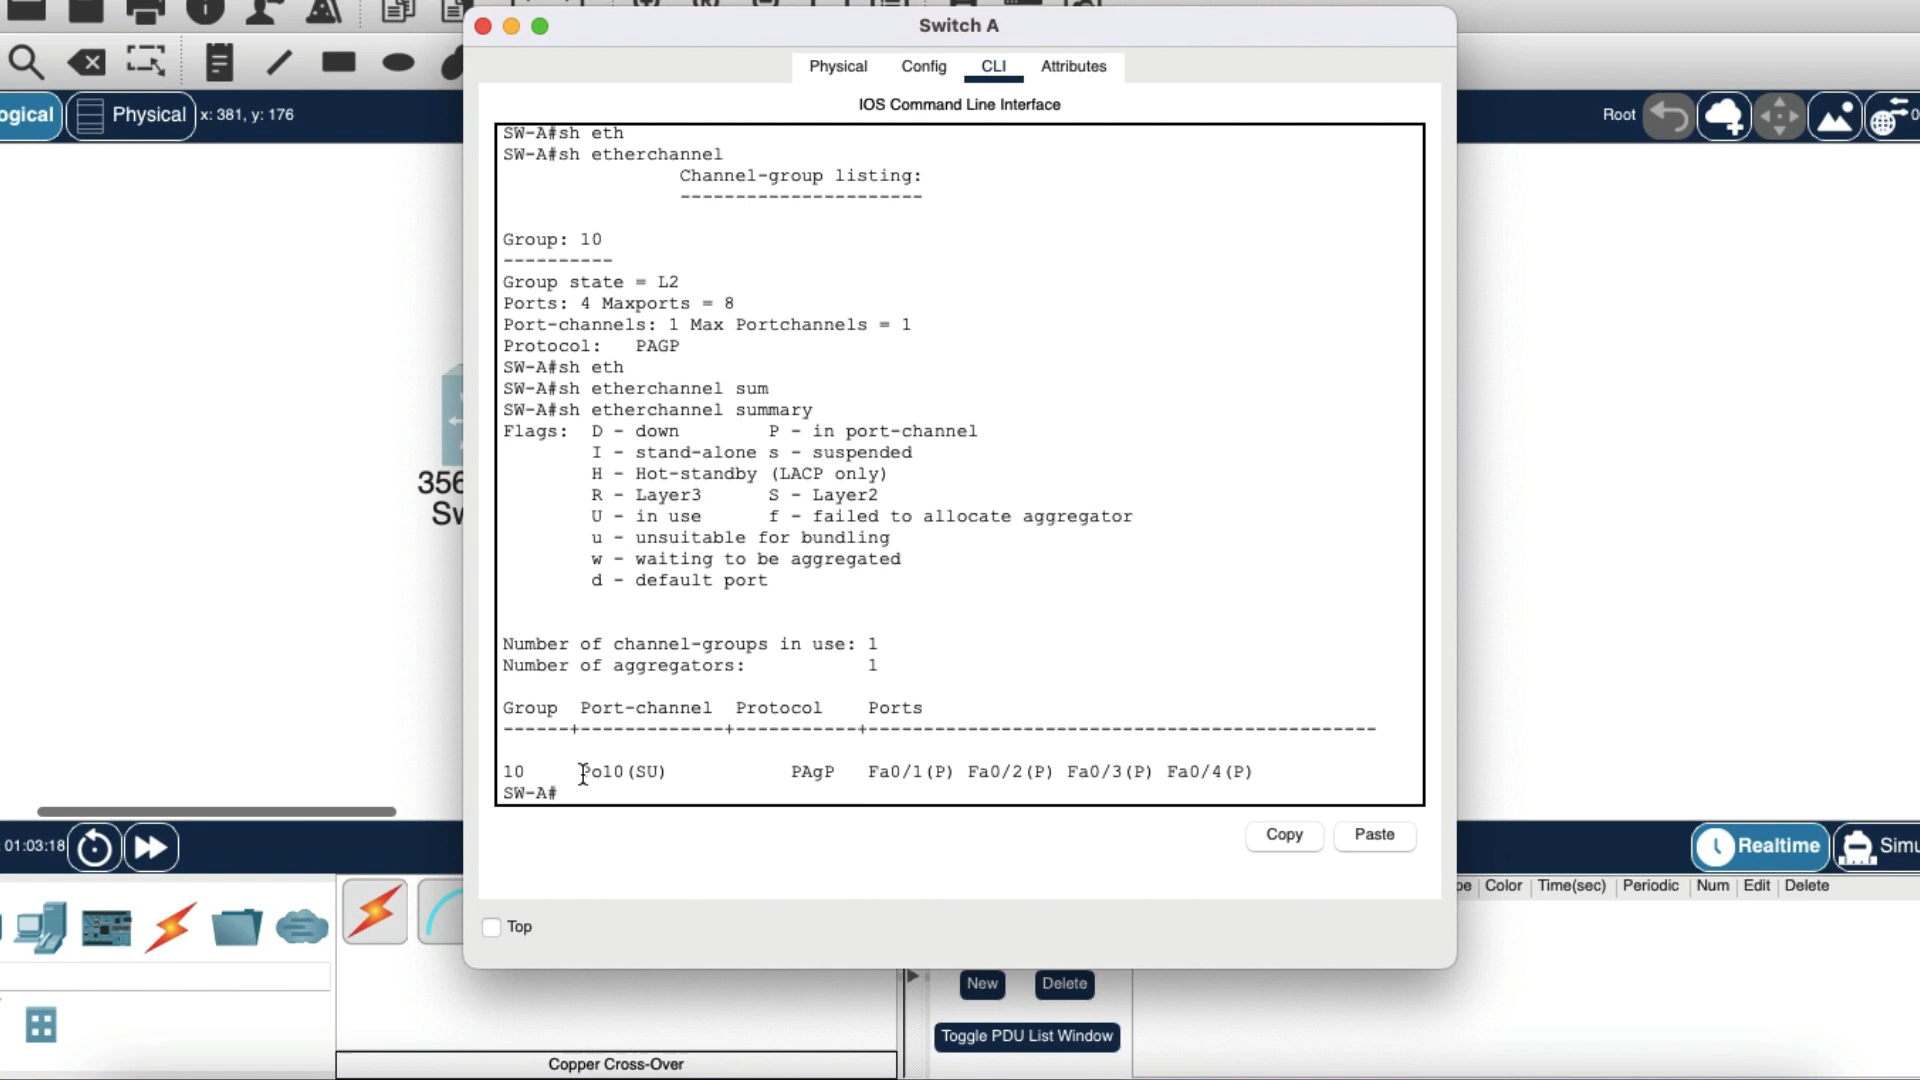 Switch A
Physical Config CLI Attributes
IOS Command Line Interface
ogical Physical x: 381, y: 176
Root
SW-A#sh eth
SW-A#sh etherchannel
Channel-group listing:
----------------------
Group: 10
----------
Group state = L2
Ports: 4 Maxports = 8
Port-channels: 1 Max Portchannels = 1
Protocol: PAGP
SW-A#sh eth
SW-A#sh etherchannel sum
SW-A#sh etherchannel summary
Flags: D - down P - in port-channel
I - stand-alone s - suspended
H - Hot-standby (LACP only)
R - Layer3 S - Layer2
U - in use f - failed to allocate aggregator
u - unsuitable for bundling
w - waiting to be aggregated
d - default port
Number of channel-groups in use: 1
Number of aggregators: 1
Group Port-channel Protocol Ports
------+-------------+-----------+-----------------------------------------------
10 Po10(SU) PAgP Fa0/1(P) Fa0/2(P) Fa0/3(P) Fa0/4(P)
SW-A#
Copy Paste
Top
356
Sw
01:03:18
Realtime Simu
pe Color Time(sec) Periodic Num Edit Delete
New Delete
Toggle PDU List Window
Copper Cross-Over